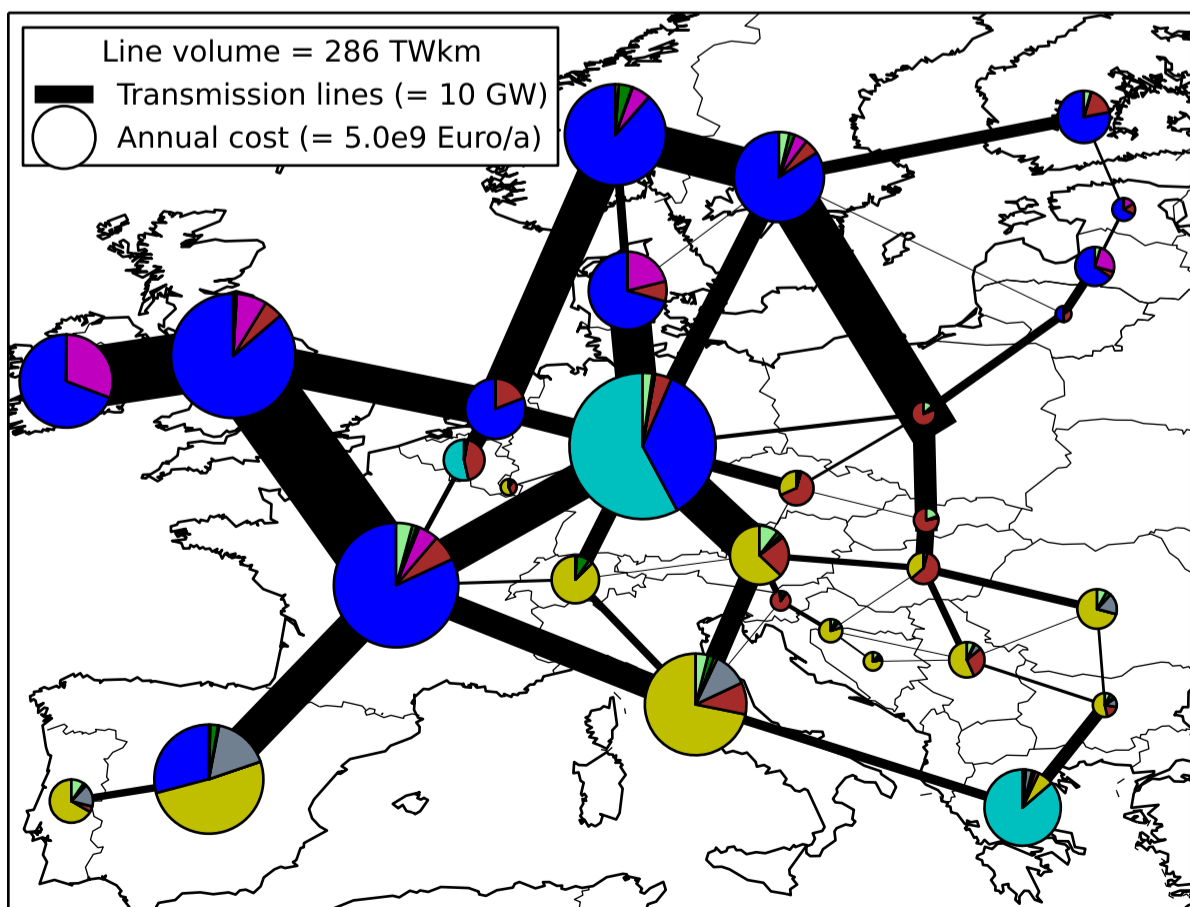 Line volume = 286 TWkm
Transmission lines (= 10 GW)
Annual cost (= 5.0e9 Euro/a)